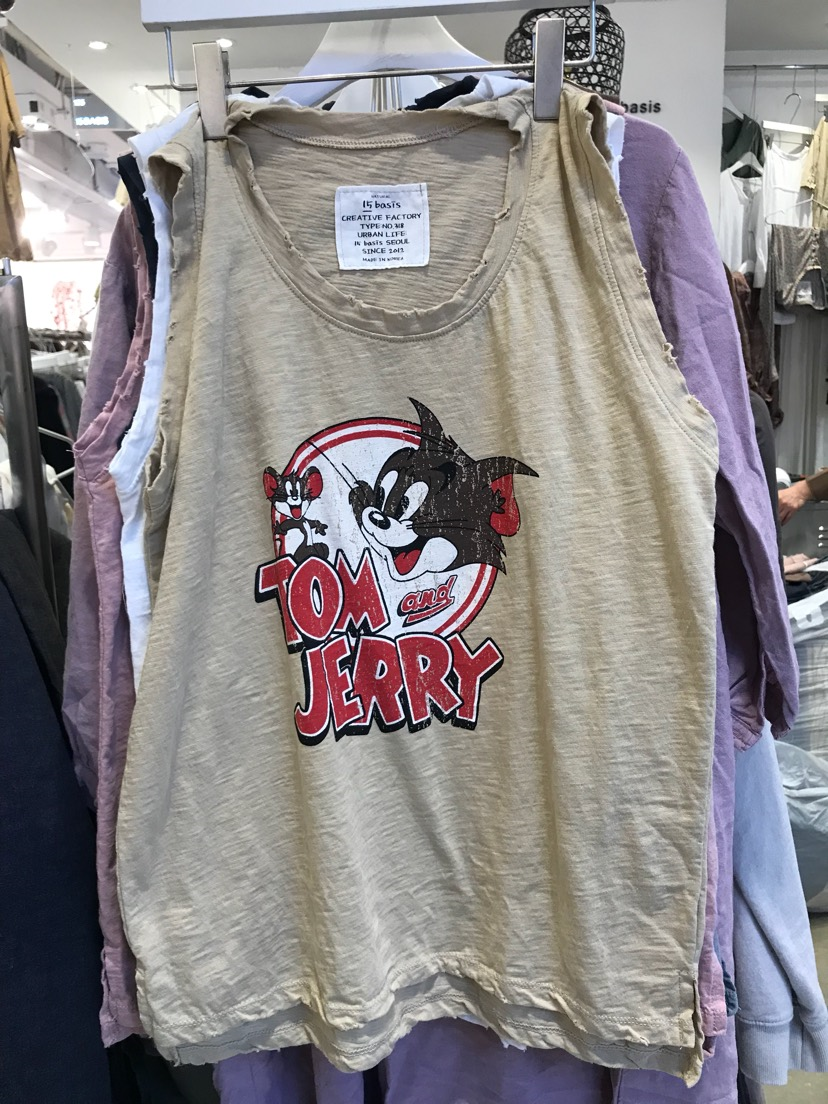 basis
NATURAL
15 basis
CREATIVE FACTORY
TYPE NO.318
URBAN LIFE
15 basis SEOUL
SINCE 2013
MADE IN KOREA
TOM and
JERRY